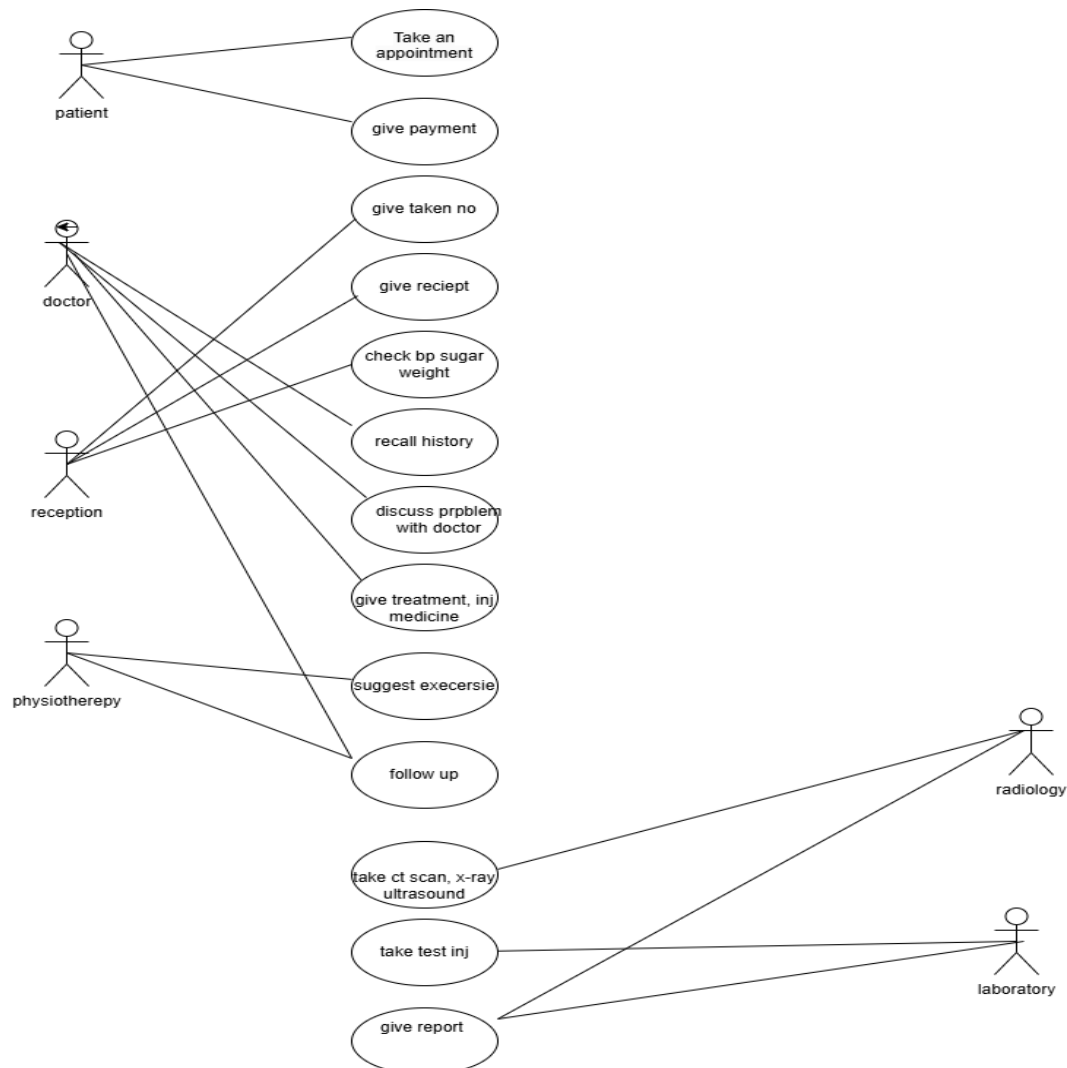 Take an
appointment
patient
give payment
give taken no
doctor
give reciept
check bp sugar
weight
recall history
reception
discuss prpblem
with doctor
give treatment, inj
medicine
physiotherepy
suggest execersie
follow up
radiology
take ct scan, x-ray
ultrasound
take test inj
laboratory
give report